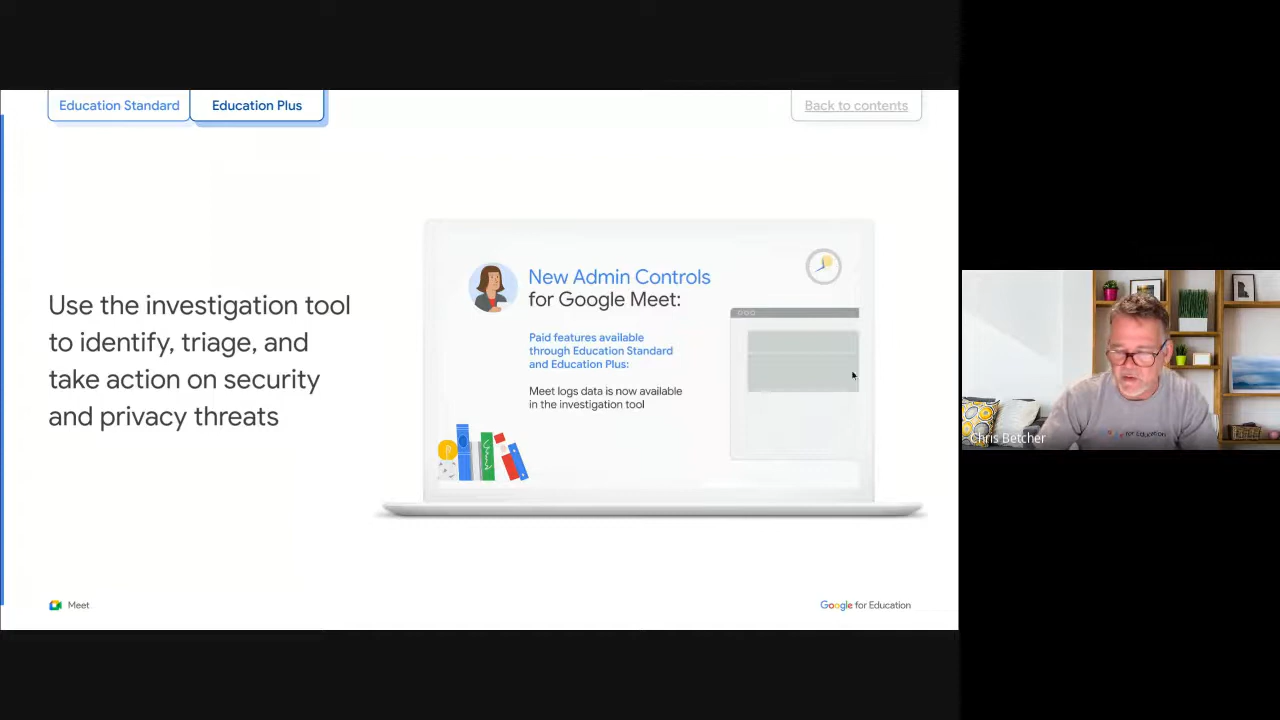 Education Standard
Education Plus
Back to contents
Use the investigation tool
to identify, triage, and
take action on security
and privacy threats
New Admin Controls
for Google Meet:
Paid features available
through Education Standard
and Education Plus:
Meet logs data is now available
in the investigation tool
Meet
Google for Education
Chris Betcher
for Education